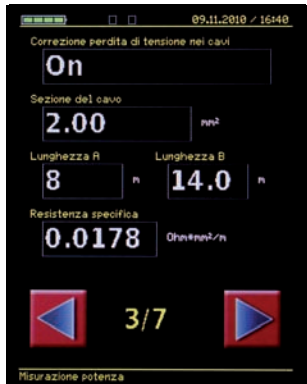 09.11.2010 / 16:40
Correzione perdita di tensione nei cavi
On
Sezione del cavo
2.00 mm²
Lunghezza A Lunghezza B
8 m 14.0 m
Resistenza specifica
0.0178 Ohm*mm²/m
3/7
Misurazione potenza